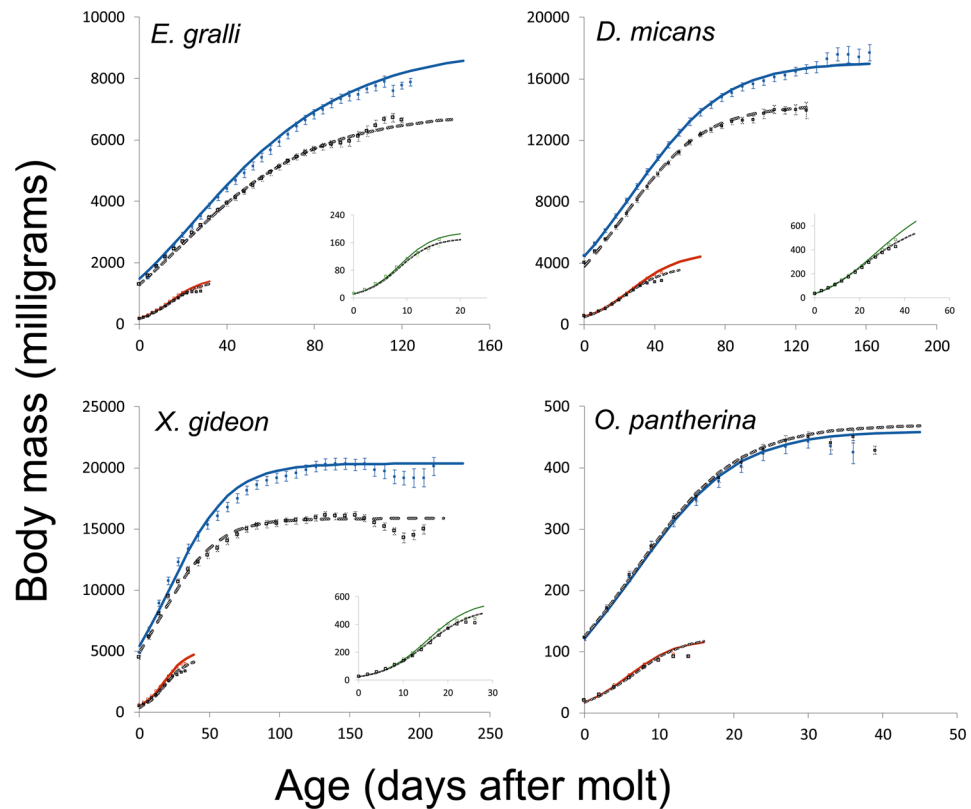 Body mass (milligrams)
E. gralli
10000
8000
6000
4000
2000
0
0 40 80 120 160
240
160
80
0
0 10 20
D. micans
20000
16000
12000
8000
4000
0
0 40 80 120 160 200
600
400
200
0
0 20 40 60
X. gideon
25000
20000
15000
10000
5000
0
0 50 100 150 200 250
600
400
200
0
0 10 20 30
O. pantherina
500
400
300
200
100
0
0 10 20 30 40 50
Age (days after molt)